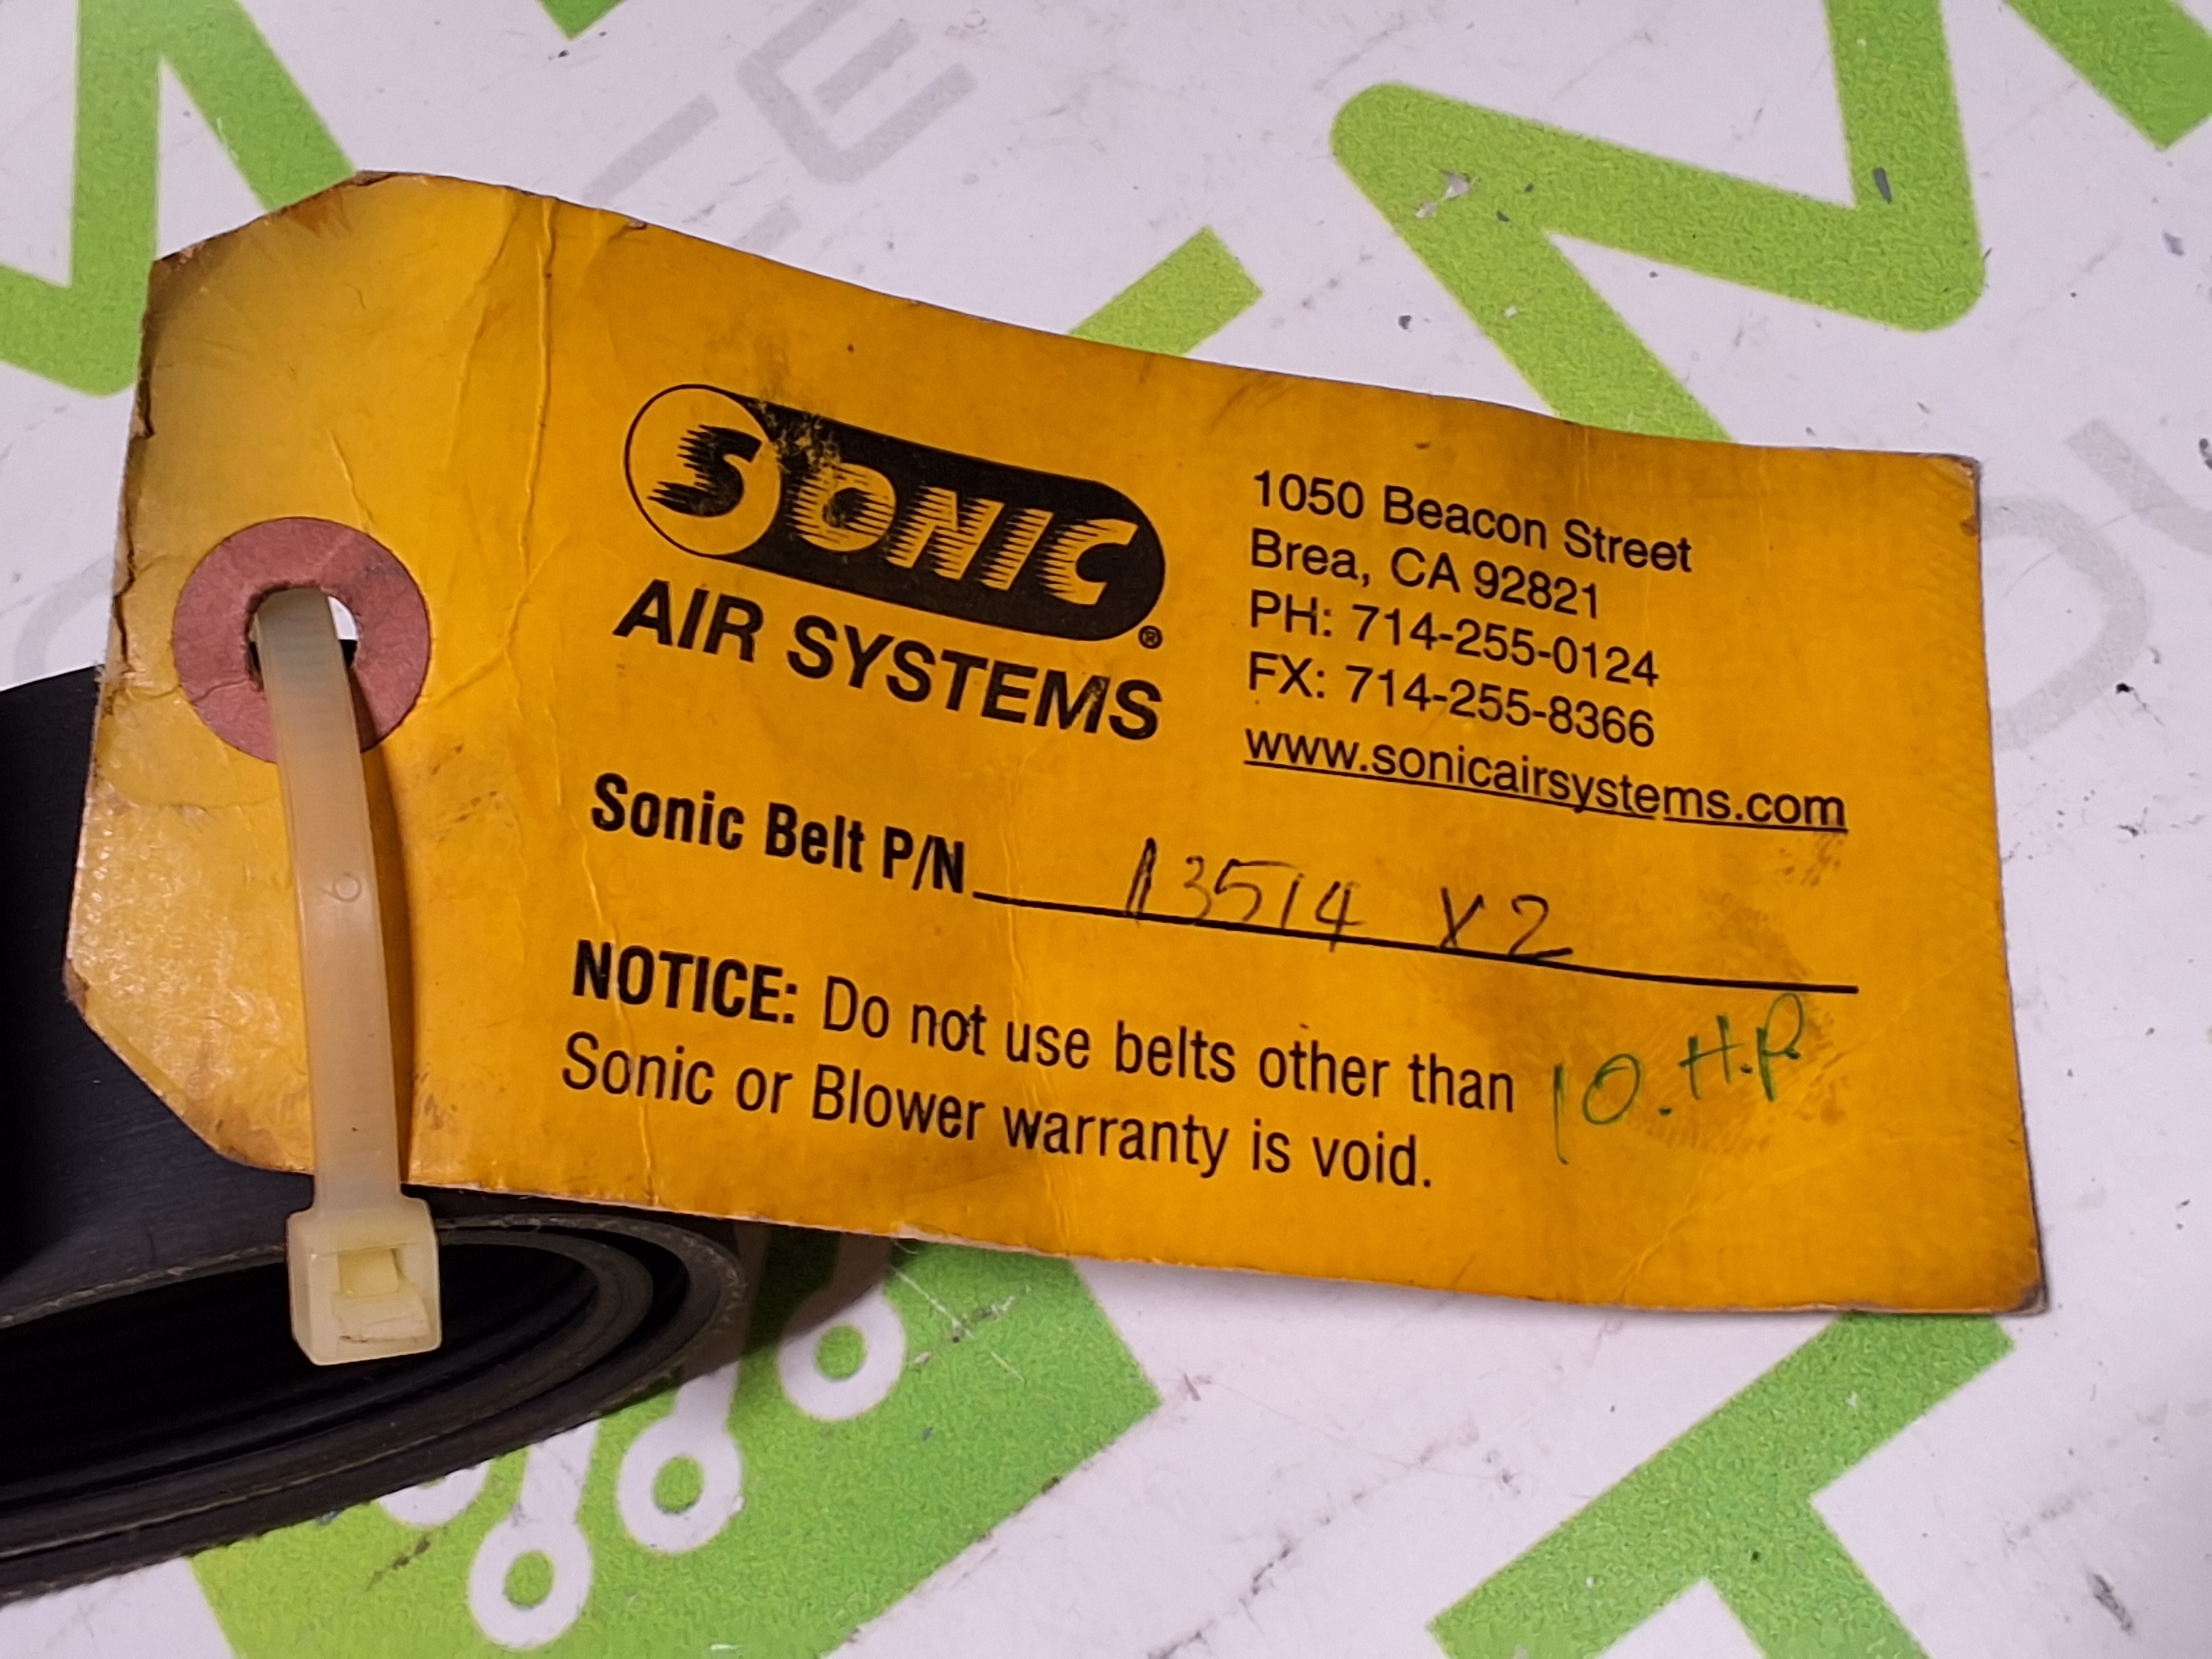 SONIC®
AIR SYSTEMS
1050 Beacon Street
Brea, CA 92821
PH: 714-255-0124
FX: 714-255-8366
www.sonicairsystems.com
Sonic Belt P/N 13514 X2
NOTICE: Do not use belts other than
Sonic or Blower warranty is void.
10.H.P